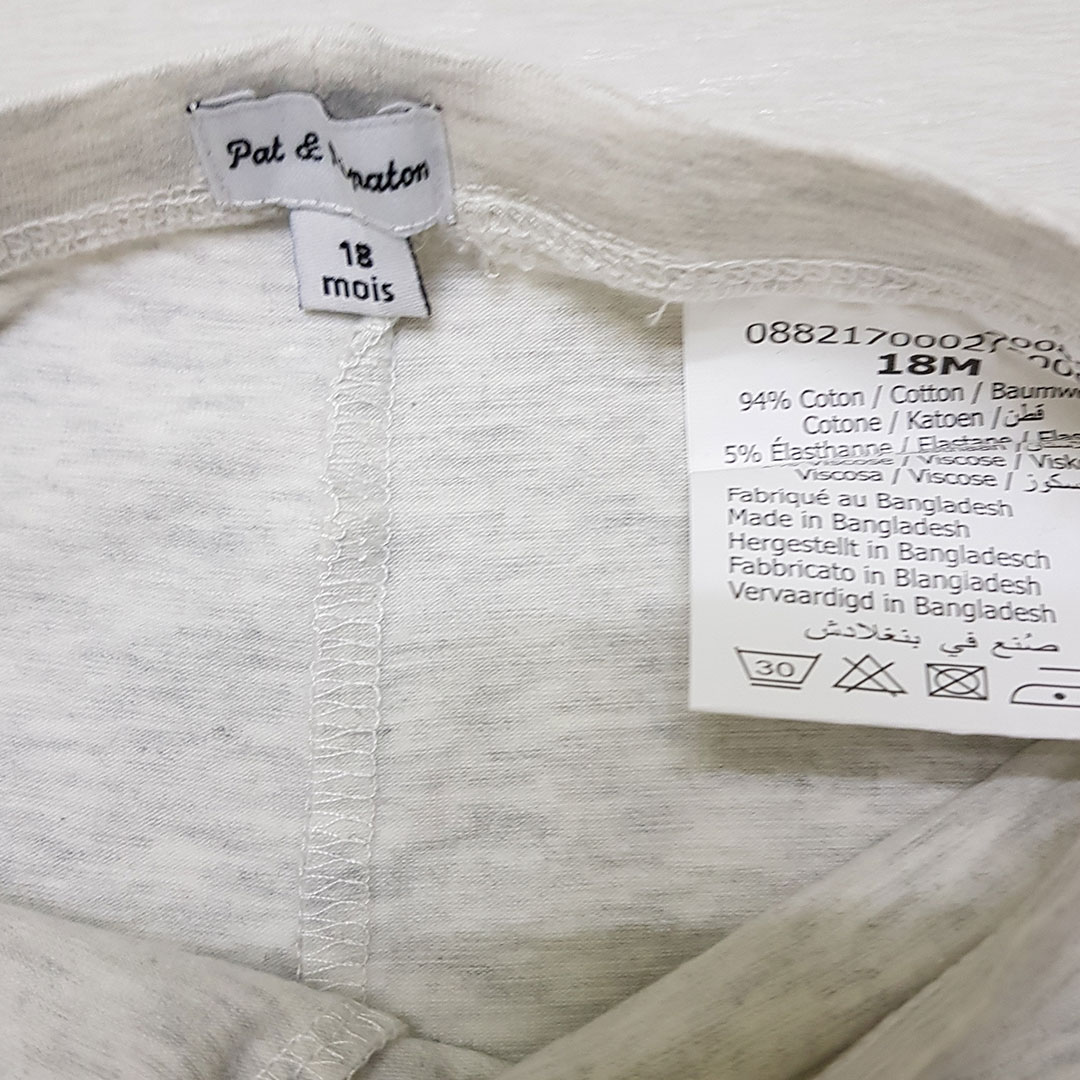 Pat &
18
mois
18M
94% Coton / Cotton /
Cotone / Katoen / قطن
5% Élasthanne / Elastane /
Viscose / Viscose /
Viscosa / Viscose /
Fabriqué au Bangladesh
Made in Bangladesh
Hergestellt in Bangladesch
Fabbricato in Blangladesh
Vervaardigd in Bangladesh
صُنع في بنغلادش
30